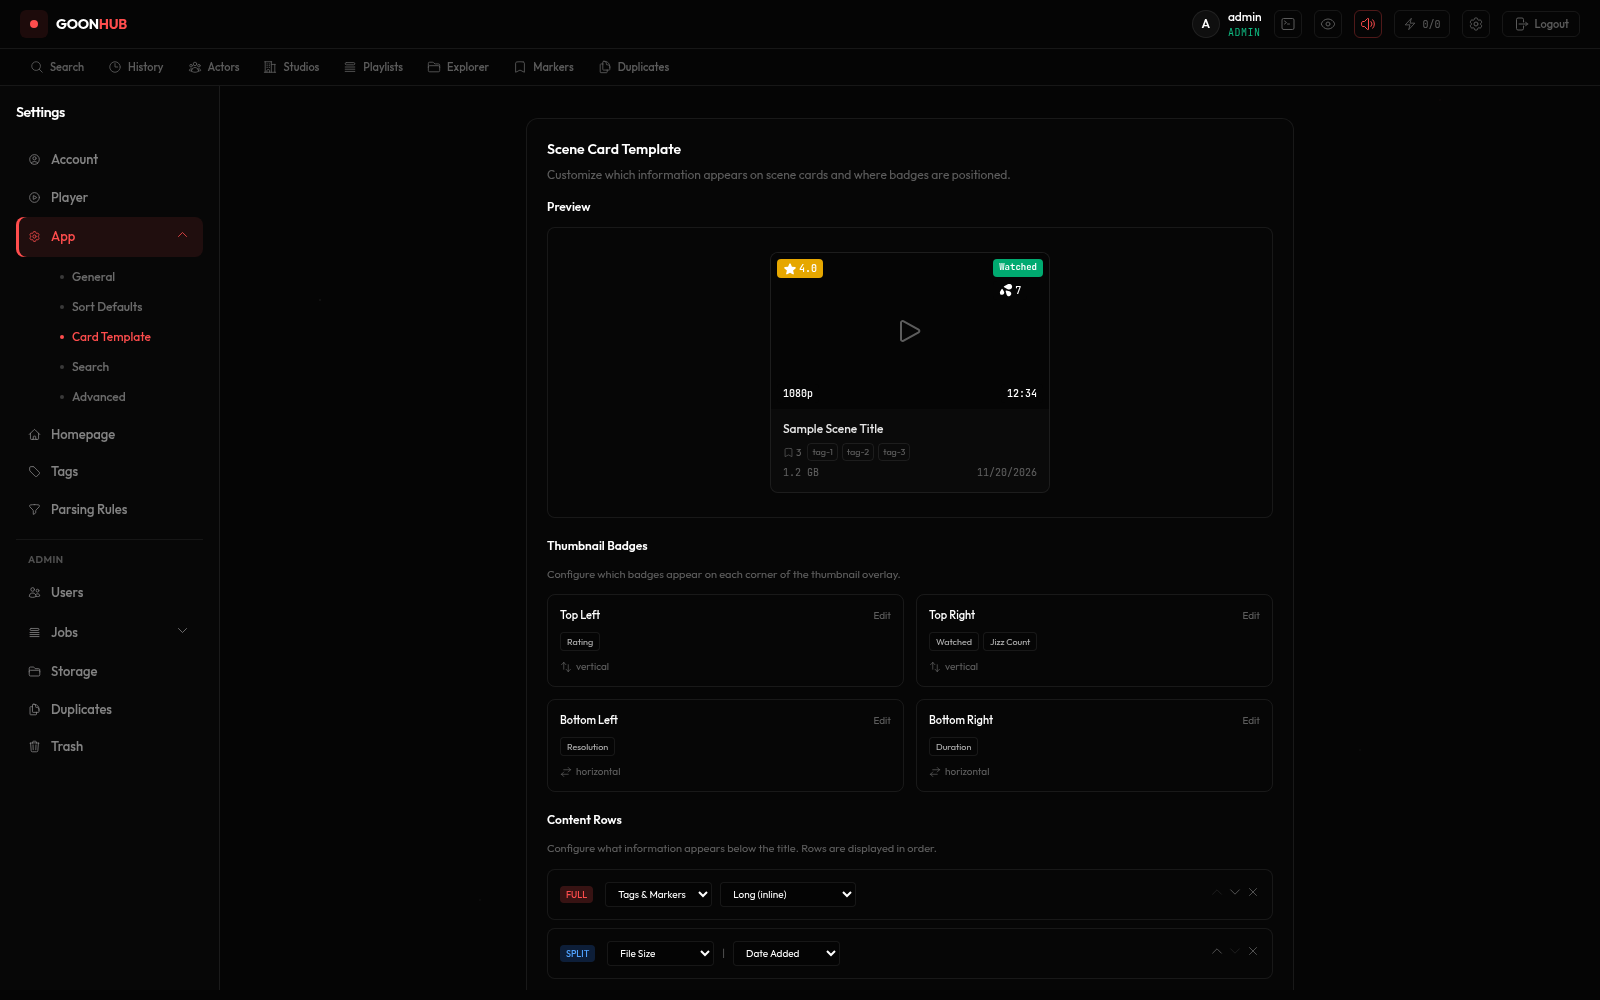 GOONHUB
A
admin
ADMIN
0/0
Logout
Search
History
Actors
Studios
Playlists
Explorer
Markers
Duplicates
Settings
Account
Player
App
General
Sort Defaults
Card Template
Search
Advanced
Homepage
Tags
Parsing Rules
ADMIN
Users
Jobs
Storage
Duplicates
Trash
Scene Card Template
Customize which information appears on scene cards and where badges are positioned.
Preview
4.0
Watched
7
1080p
12:34
Sample Scene Title
3 tag-1 tag-2 tag-3
1.2 GB
11/20/2026
Thumbnail Badges
Configure which badges appear on each corner of the thumbnail overlay.
Top Left
Edit
Rating
vertical
Top Right
Edit
Watched
Jizz Count
vertical
Bottom Left
Edit
Resolution
horizontal
Bottom Right
Edit
Duration
horizontal
Content Rows
Configure what information appears below the title. Rows are displayed in order.
FULL
Tags & Markers
Long (inline)
SPLIT
File Size
|
Date Added